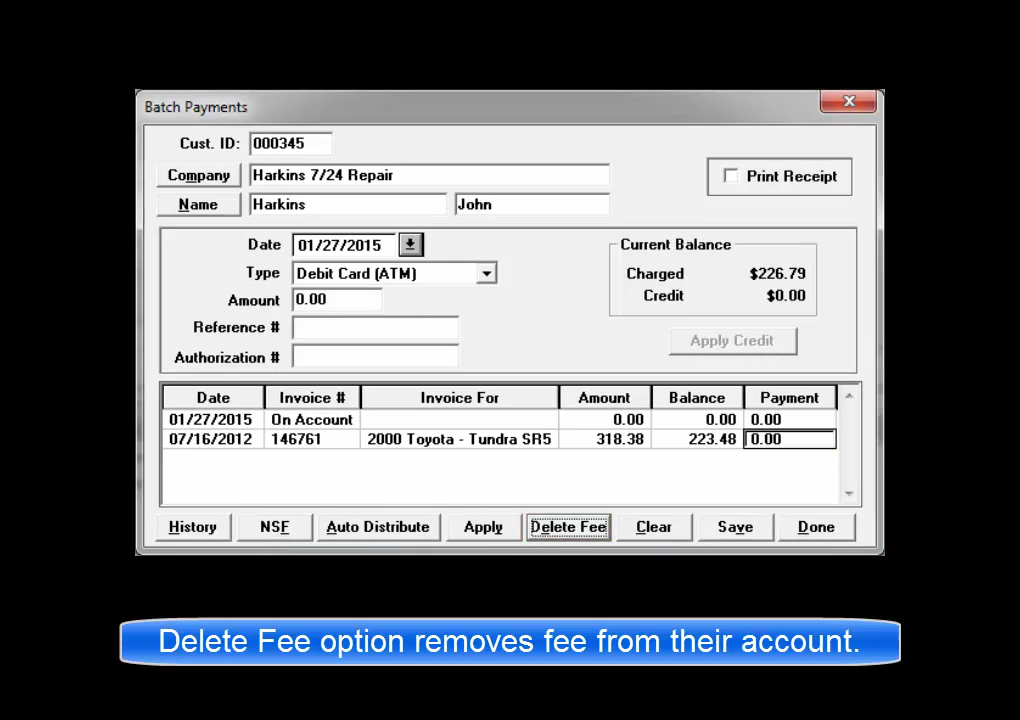 Batch Payments
Cust. ID: 000345
Company Harkins 7/24 Repair
Print Receipt
Name Harkins John
Date 01/27/2015
Type Debit Card (ATM)
Amount 0.00
Reference #
Authorization #
Current Balance
Charged $226.79
Credit $0.00
Apply Credit
Date Invoice # Invoice For Amount Balance Payment
01/27/2015 On Account 0.00 0.00 0.00
07/16/2012 146761 2000 Toyota - Tundra SR5 318.38 223.48 0.00
History NSF Auto Distribute Apply Delete Fee Clear Save Done
Delete Fee option removes fee from their account.